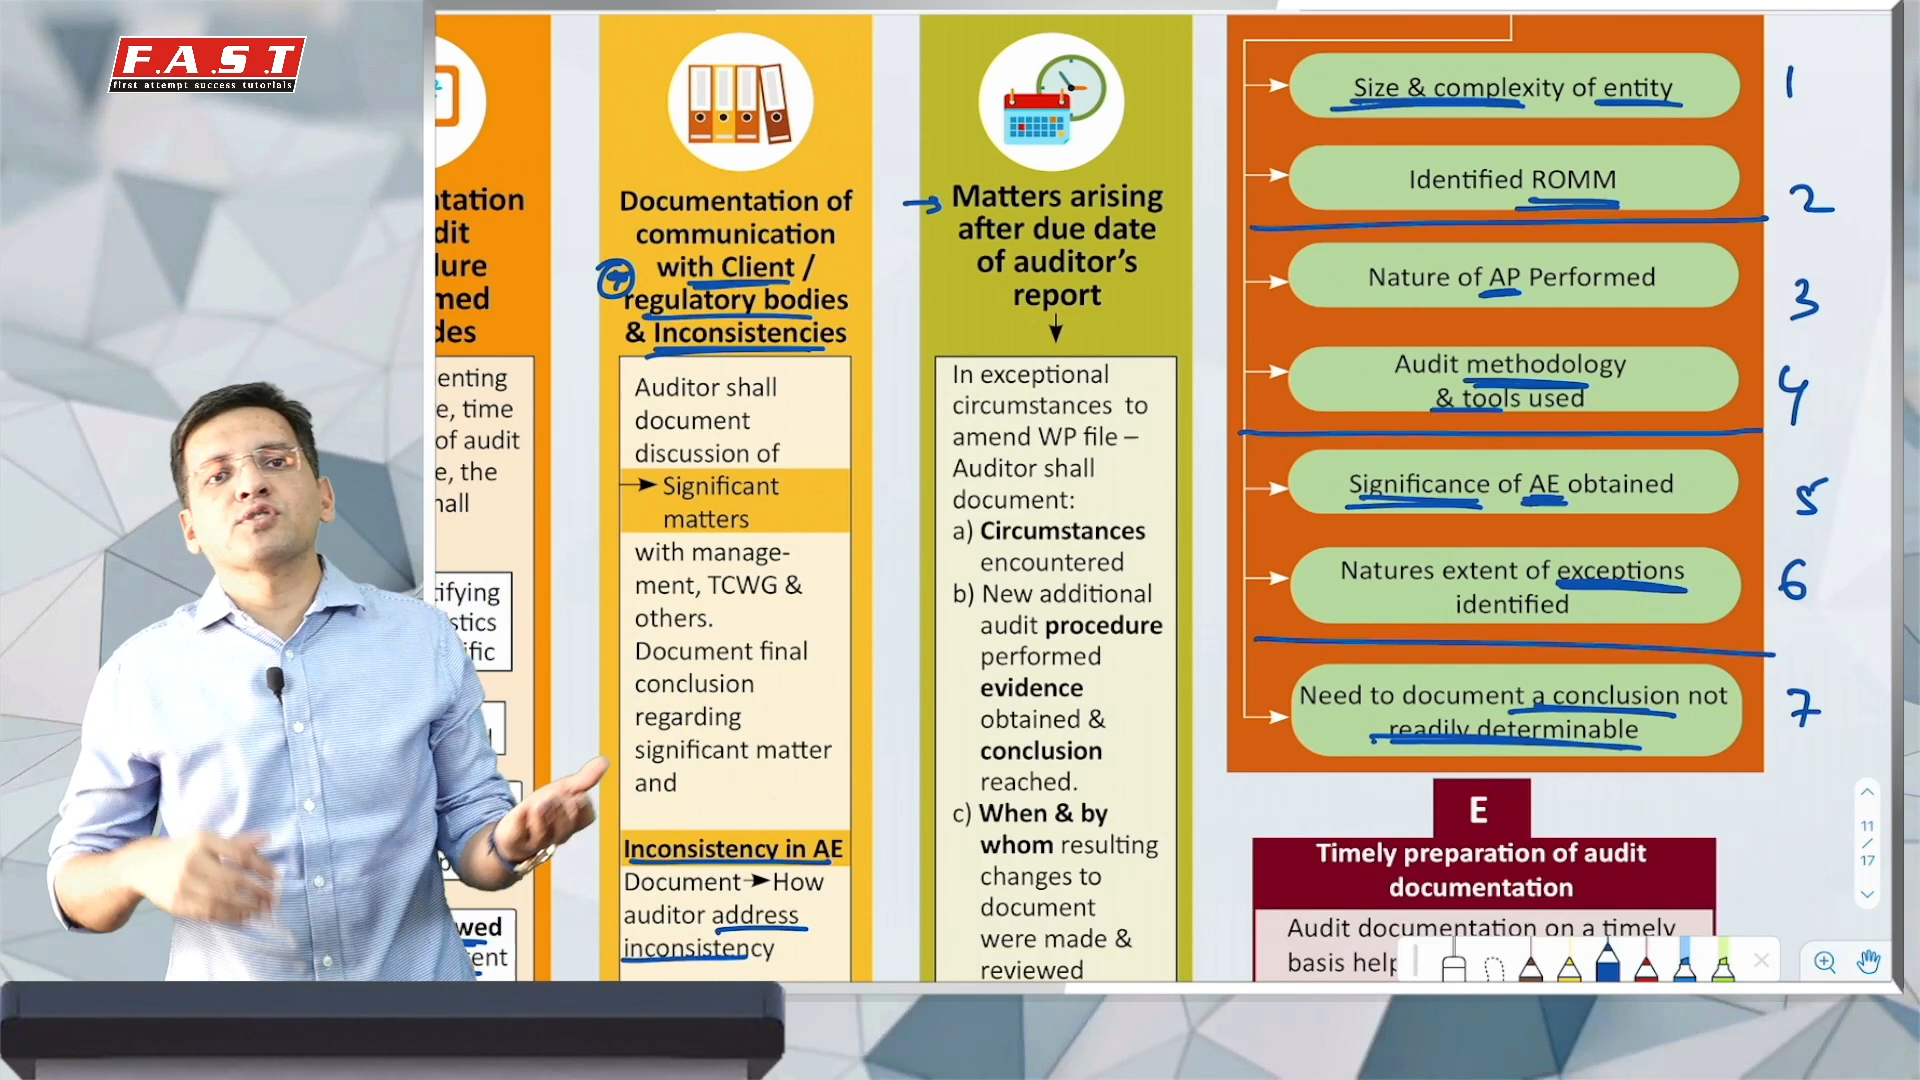 F.A.S.T
first attempt success tutorials
ntation
dit
lure
med
des
enting
e, time
of audit
e, the
hall
tifying
stics
ific
wed
ent
Documentation of
communication
with Client /
regulatory bodies
& Inconsistencies
Auditor shall
document
discussion of
Significant
matters
with manage-
ment, TCWG &
others.
Document final
conclusion
regarding
significant matter
and
Inconsistency in AE
Document→How
auditor address
inconsistency
Matters arising
after due date
of auditor's
report
In exceptional
circumstances to
amend WP file –
Auditor shall
document:
a) Circumstances
encountered
b) New additional
audit procedure
performed
evidence
obtained &
conclusion
reached.
c) When & by
whom resulting
changes to
document
were made &
reviewed
Size & complexity of entity 1
Identified ROMM 2
Nature of AP Performed 3
Audit methodology
& tools used 4
Significance of AE obtained 5
Natures extent of exceptions
identified 6
Need to document a conclusion not
readily determinable 7
E
Timely preparation of audit
documentation
Audit documentation on a timely
basis help
11
/
17